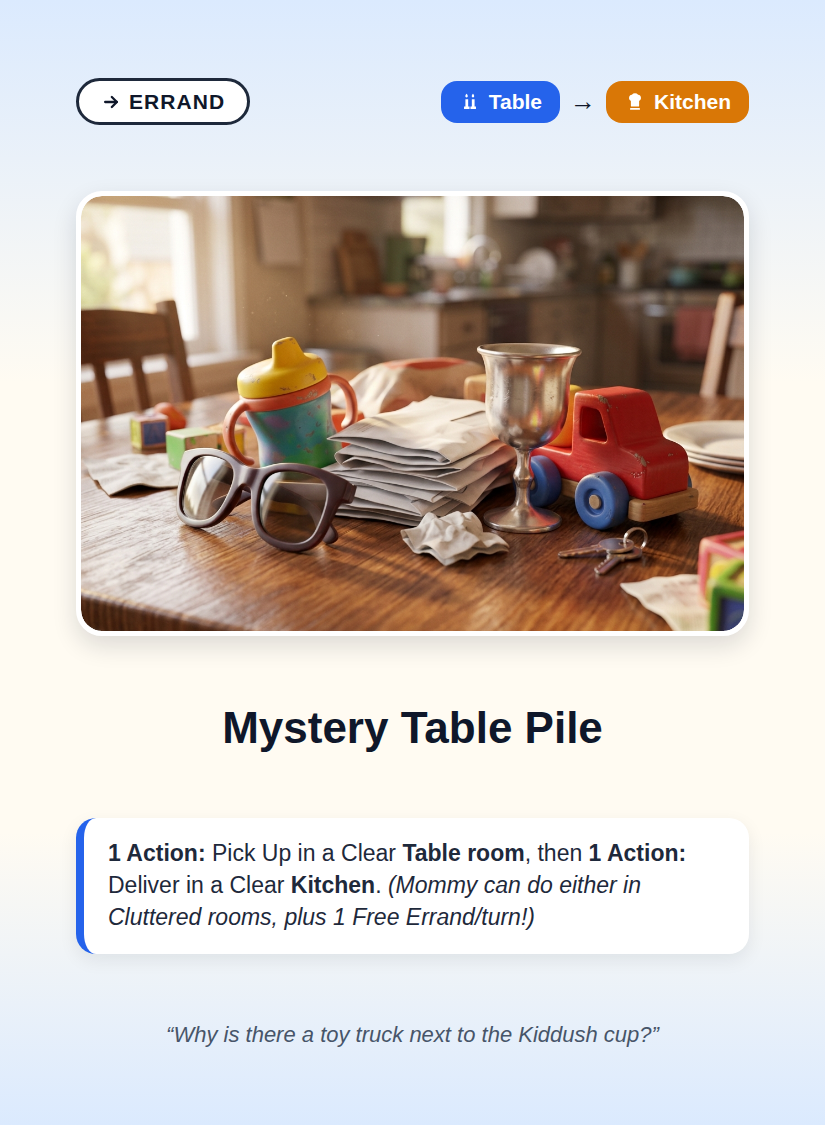 → ERRAND
Table → Kitchen
Mystery Table Pile
1 Action: Pick Up in a Clear Table room, then 1 Action:
Deliver in a Clear Kitchen. (Mommy can do either in
Cluttered rooms, plus 1 Free Errand/turn!)
“Why is there a toy truck next to the Kiddush cup?”